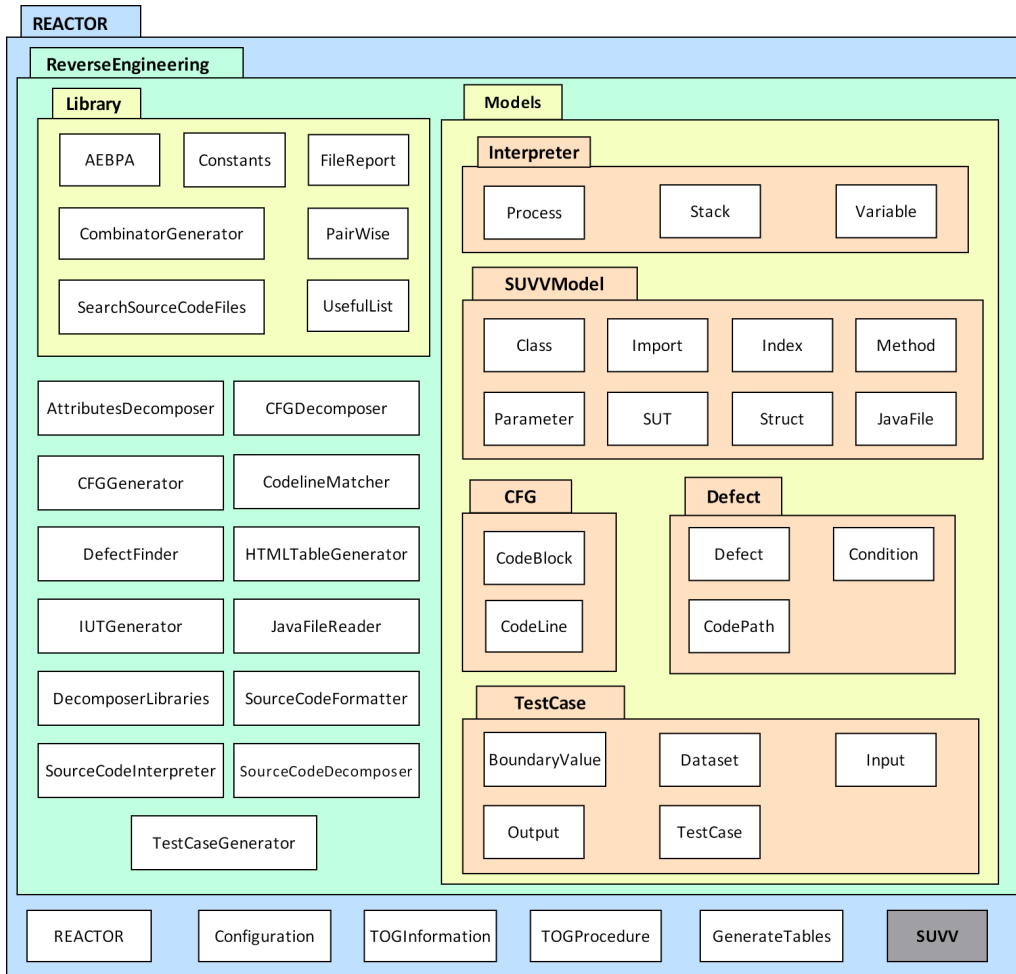 REACTOR
ReverseEngineering
Library
AEBPA
Constants
FileReport
CombinatorGenerator
PairWise
SearchSourceCodeFiles
UsefulList
AttributesDecomposer
CFGDecomposer
CFGGenerator
CodelineMatcher
DefectFinder
HTMLTableGenerator
IUTGenerator
JavaFileReader
DecomposerLibraries
SourceCodeFormatter
SourceCodeInterpreter
SourceCodeDecomposer
TestCaseGenerator
Models
Interpreter
Process
Stack
Variable
SUVVModel
Class
Import
Index
Method
Parameter
SUT
Struct
JavaFile
CFG
CodeBlock
CodeLine
Defect
Defect
Condition
CodePath
TestCase
BoundaryValue
Dataset
Input
Output
TestCase
REACTOR
Configuration
TOGInformation
TOGProcedure
GenerateTables
SUVV